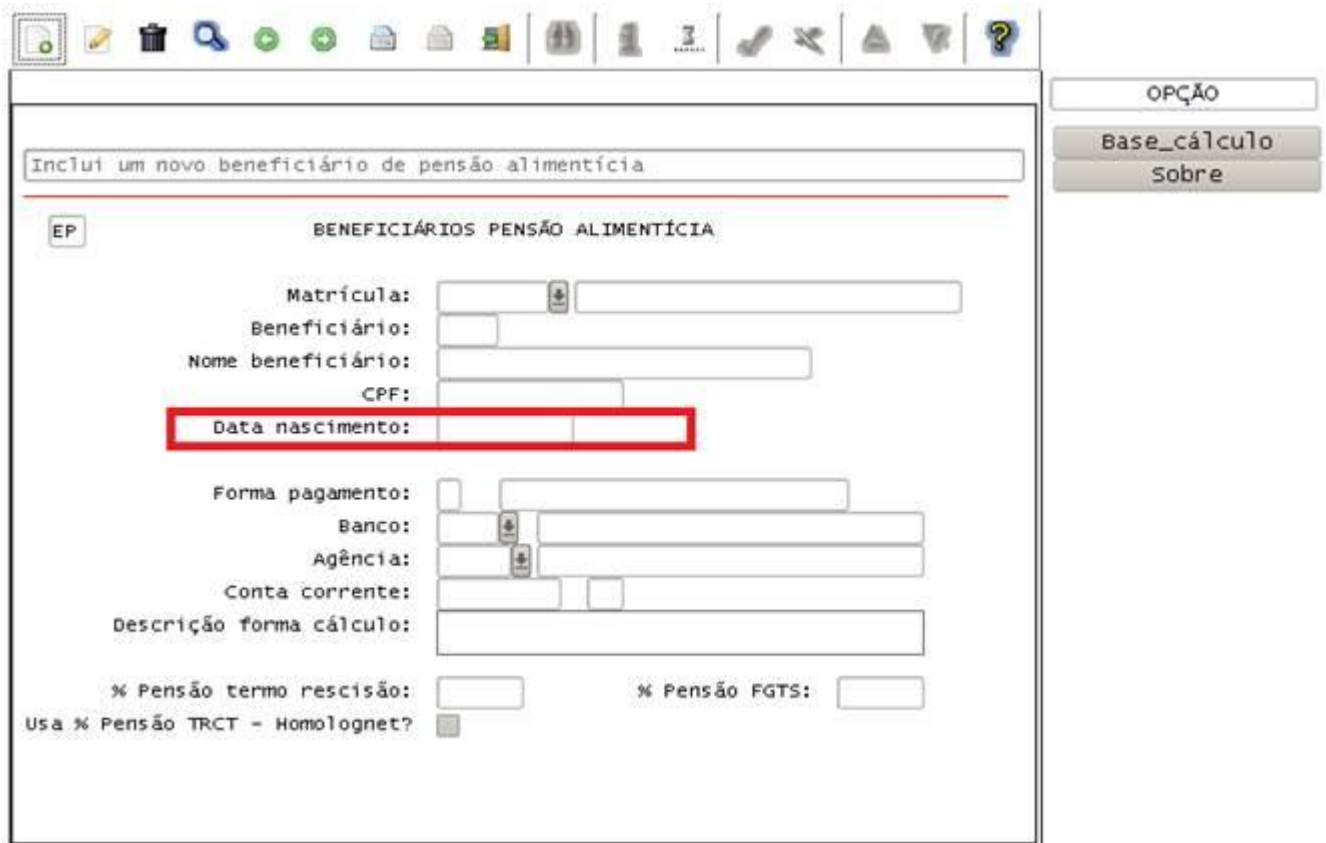 OPÇÃO
Base_cálculo
Sobre
Inclui um novo beneficiário de pensão alimentícia
EP
BENEFICIÁRIOS PENSÃO ALIMENTÍCIA
Matrícula:
Beneficiário:
Nome beneficiário:
CPF:
Data nascimento:
Forma pagamento:
Banco:
Agência:
Conta corrente:
Descrição forma cálculo:
% Pensão termo rescisão: % Pensão FGTS:
Usa % Pensão TRCT - Homolognet?